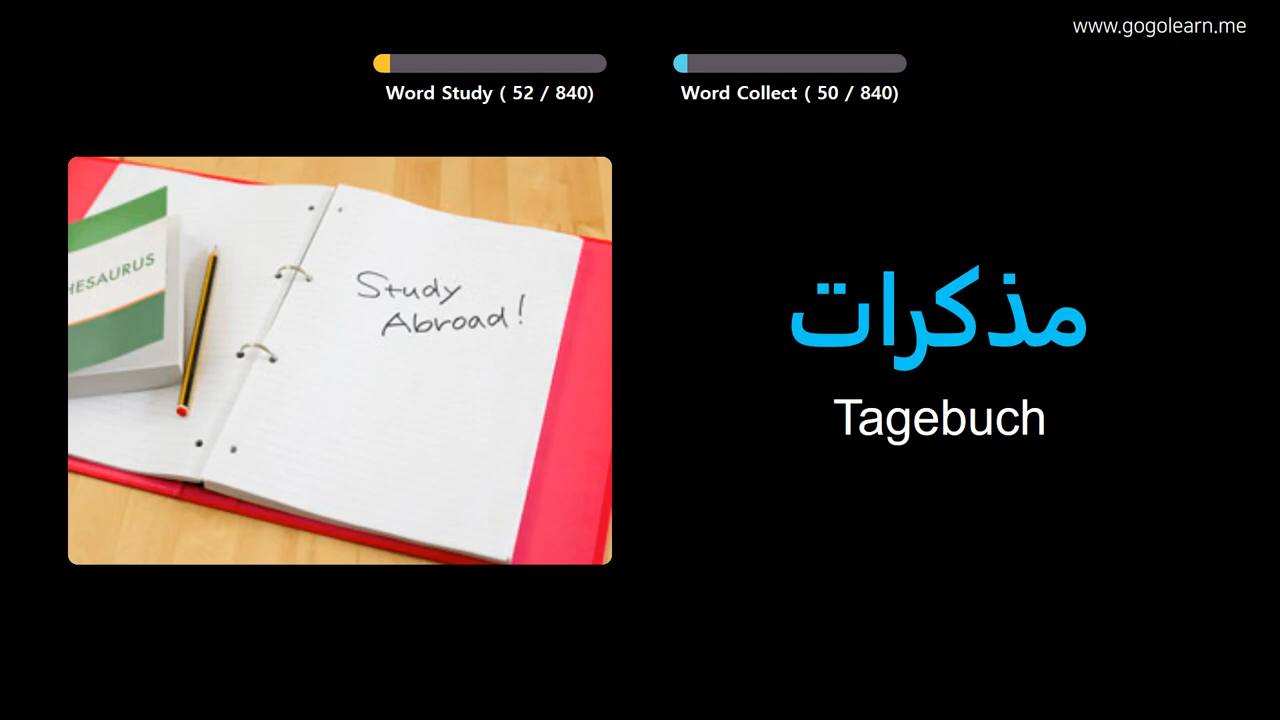 www.gogolearn.me
Word Study ( 52 / 840)
Word Collect ( 50 / 840)
HESAURUS
Study
Abroad!
مذكرات
Tagebuch